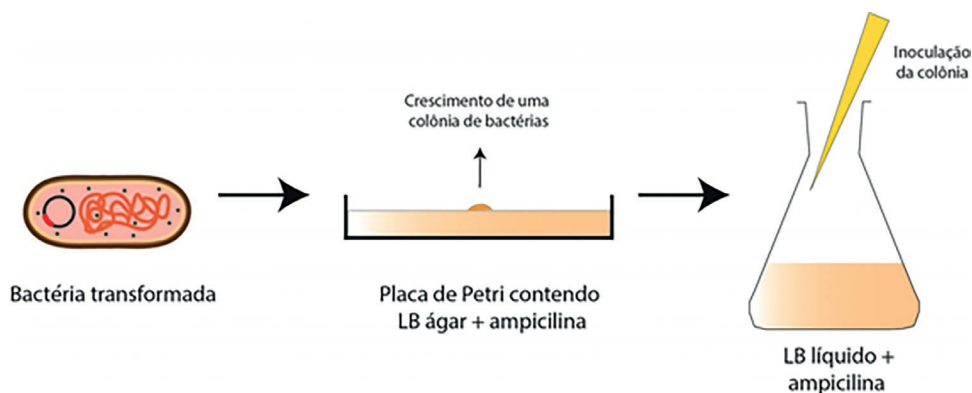 Inoculação
da colônia
Crescimento de uma
colônia de bactérias
Bactéria transformada
Placa de Petri contendo
LB ágar + ampicilina
LB líquido +
ampicilina